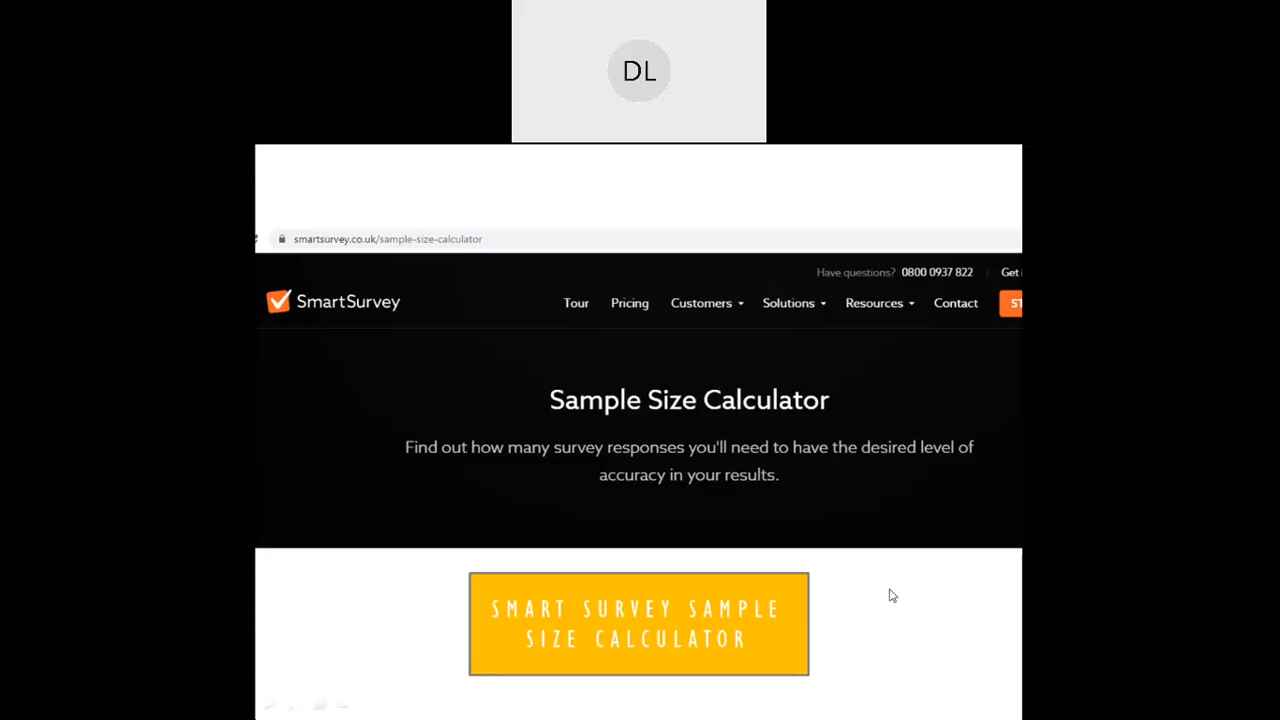 DL
smartsurvey.co.uk/sample-size-calculator
Have questions? 0800 0937 822 | Get
SmartSurvey
Tour Pricing Customers Solutions Resources Contact ST
Sample Size Calculator
Find out how many survey responses you'll need to have the desired level of
accuracy in your results.
SMART SURVEY SAMPLE
SIZE CALCULATOR